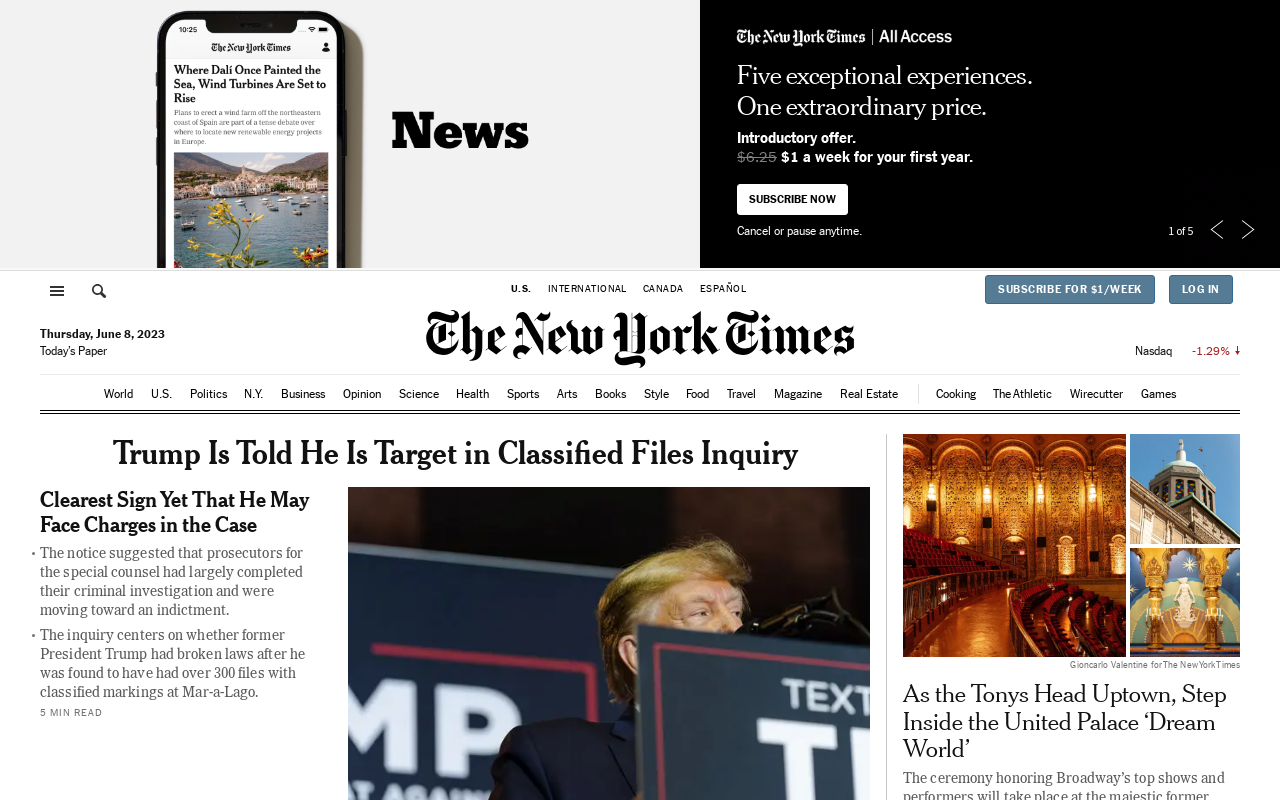 10:25
The New York Times
Where Dalí Once Painted the
Sea, Wind Turbines Are Set to
Rise
Plans to erect a wind farm off the northeastern
coast of Spain are part of a tense debate over
where to locate new renewable energy projects
in Europe.
News
The New York Times | All Access
Five exceptional experiences.
One extraordinary price.
Introductory offer.
$6.25 $1 a week for your first year.
SUBSCRIBE NOW
Cancel or pause anytime.
1 of 5
U.S. INTERNATIONAL CANADA ESPAÑOL
SUBSCRIBE FOR $1/WEEK
LOG IN
Thursday, June 8, 2023
Today's Paper
The New York Times
Nasdaq -1.29%
World U.S. Politics N.Y. Business Opinion Science Health Sports Arts Books Style Food Travel Magazine Real Estate Cooking The Athletic Wirecutter Games
Trump Is Told He Is Target in Classified Files Inquiry
Clearest Sign Yet That He May
Face Charges in the Case
• The notice suggested that prosecutors for
the special counsel had largely completed
their criminal investigation and were
moving toward an indictment.
• The inquiry centers on whether former
President Trump had broken laws after he
was found to have had over 300 files with
classified markings at Mar-a-Lago.
5 MIN READ
MP
AT AGAIN
TEXT
Gioncarlo Valentine for The New York Times
As the Tonys Head Uptown, Step
Inside the United Palace ‘Dream
World’
The ceremony honoring Broadway’s top shows and
performers will take place at the majestic former